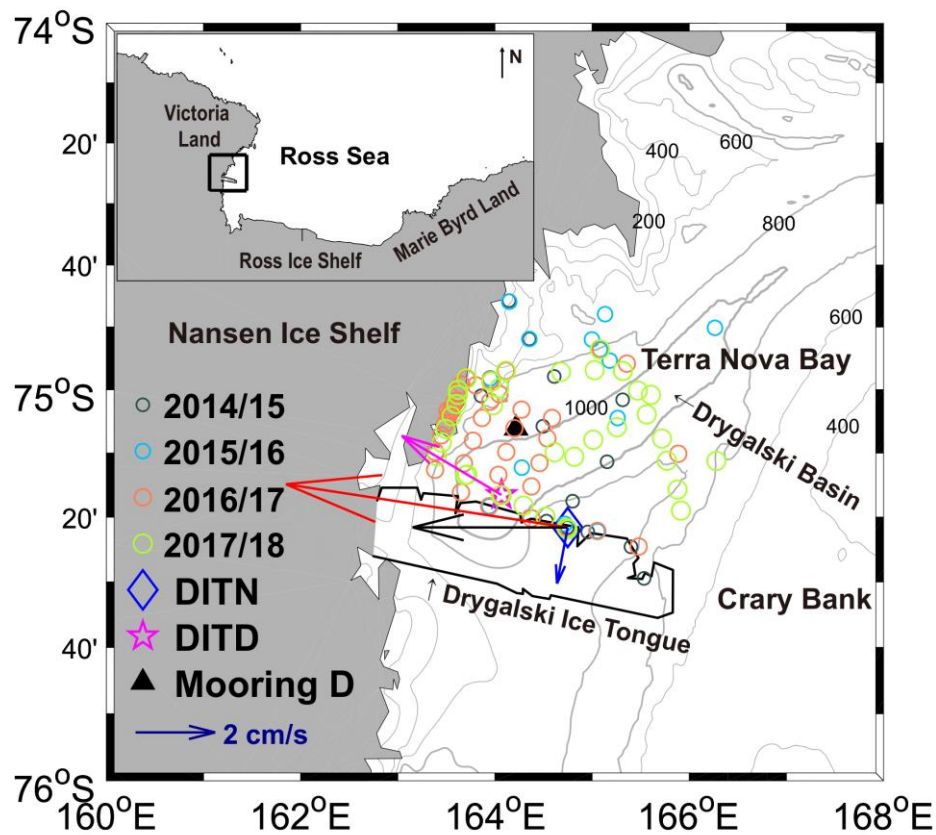 74°S
N
Victoria
Land
Ross Sea
Marie Byrd Land
Ross Ice Shelf
20'
400
600
200
800
40'
600
Nansen Ice Shelf
Terra Nova Bay
75°S
2014/15
1000
400
2015/16
Drygalski Basin
2016/17
20'
2017/18
DITN
Crary Bank
Drygalski Ice Tongue
DITD
40'
Mooring D
2 cm/s
76°S
160°E
162°E
164°E
166°E
168°E